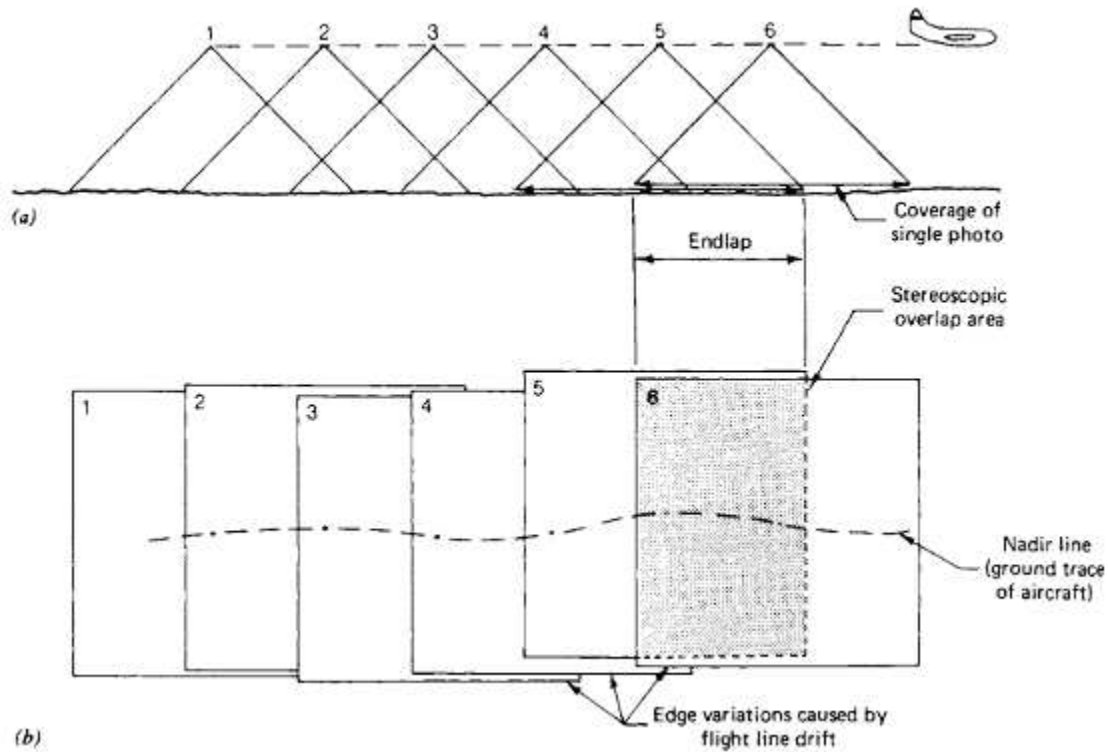 1 2 3 4 5 6
(a)
Coverage of
single photo
Endlap
Stereoscopic
overlap area
1 2 3 4 5 6
Nadir line
(ground trace
of aircraft)
Edge variations caused by
flight line drift
(b)